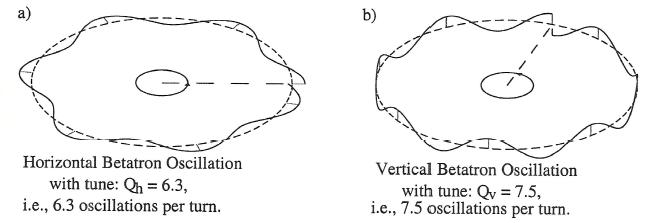 a)
Horizontal Betatron Oscillation
with tune: Qh = 6.3,
i.e., 6.3 oscillations per turn.
b)
Vertical Betatron Oscillation
with tune: Qv = 7.5,
i.e., 7.5 oscillations per turn.